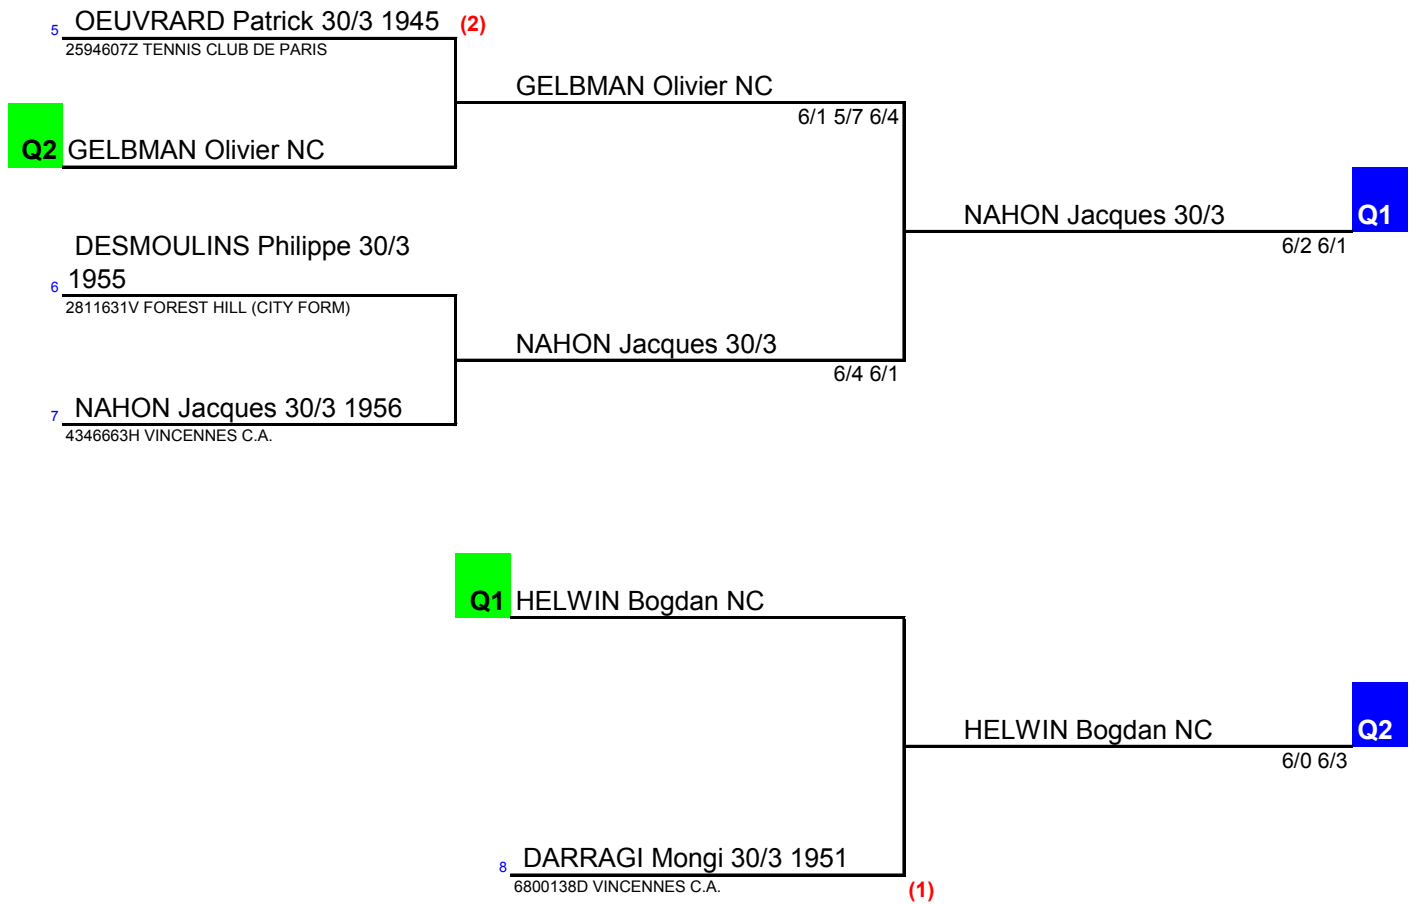 5 OEUVRARD Patrick 30/3 1945 (2)
2594607Z TENNIS CLUB DE PARIS
GELBMAN Olivier NC
6/1 5/7 6/4
Q2 GELBMAN Olivier NC
NAHON Jacques 30/3 Q1
6/2 6/1
DESMOULINS Philippe 30/3
6 1955
2811631V FOREST HILL (CITY FORM)
NAHON Jacques 30/3
6/4 6/1
7 NAHON Jacques 30/3 1956
4346663H VINCENNES C.A.
Q1 HELWIN Bogdan NC
HELWIN Bogdan NC Q2
6/0 6/3
8 DARRAGI Mongi 30/3 1951
6800138D VINCENNES C.A. (1)